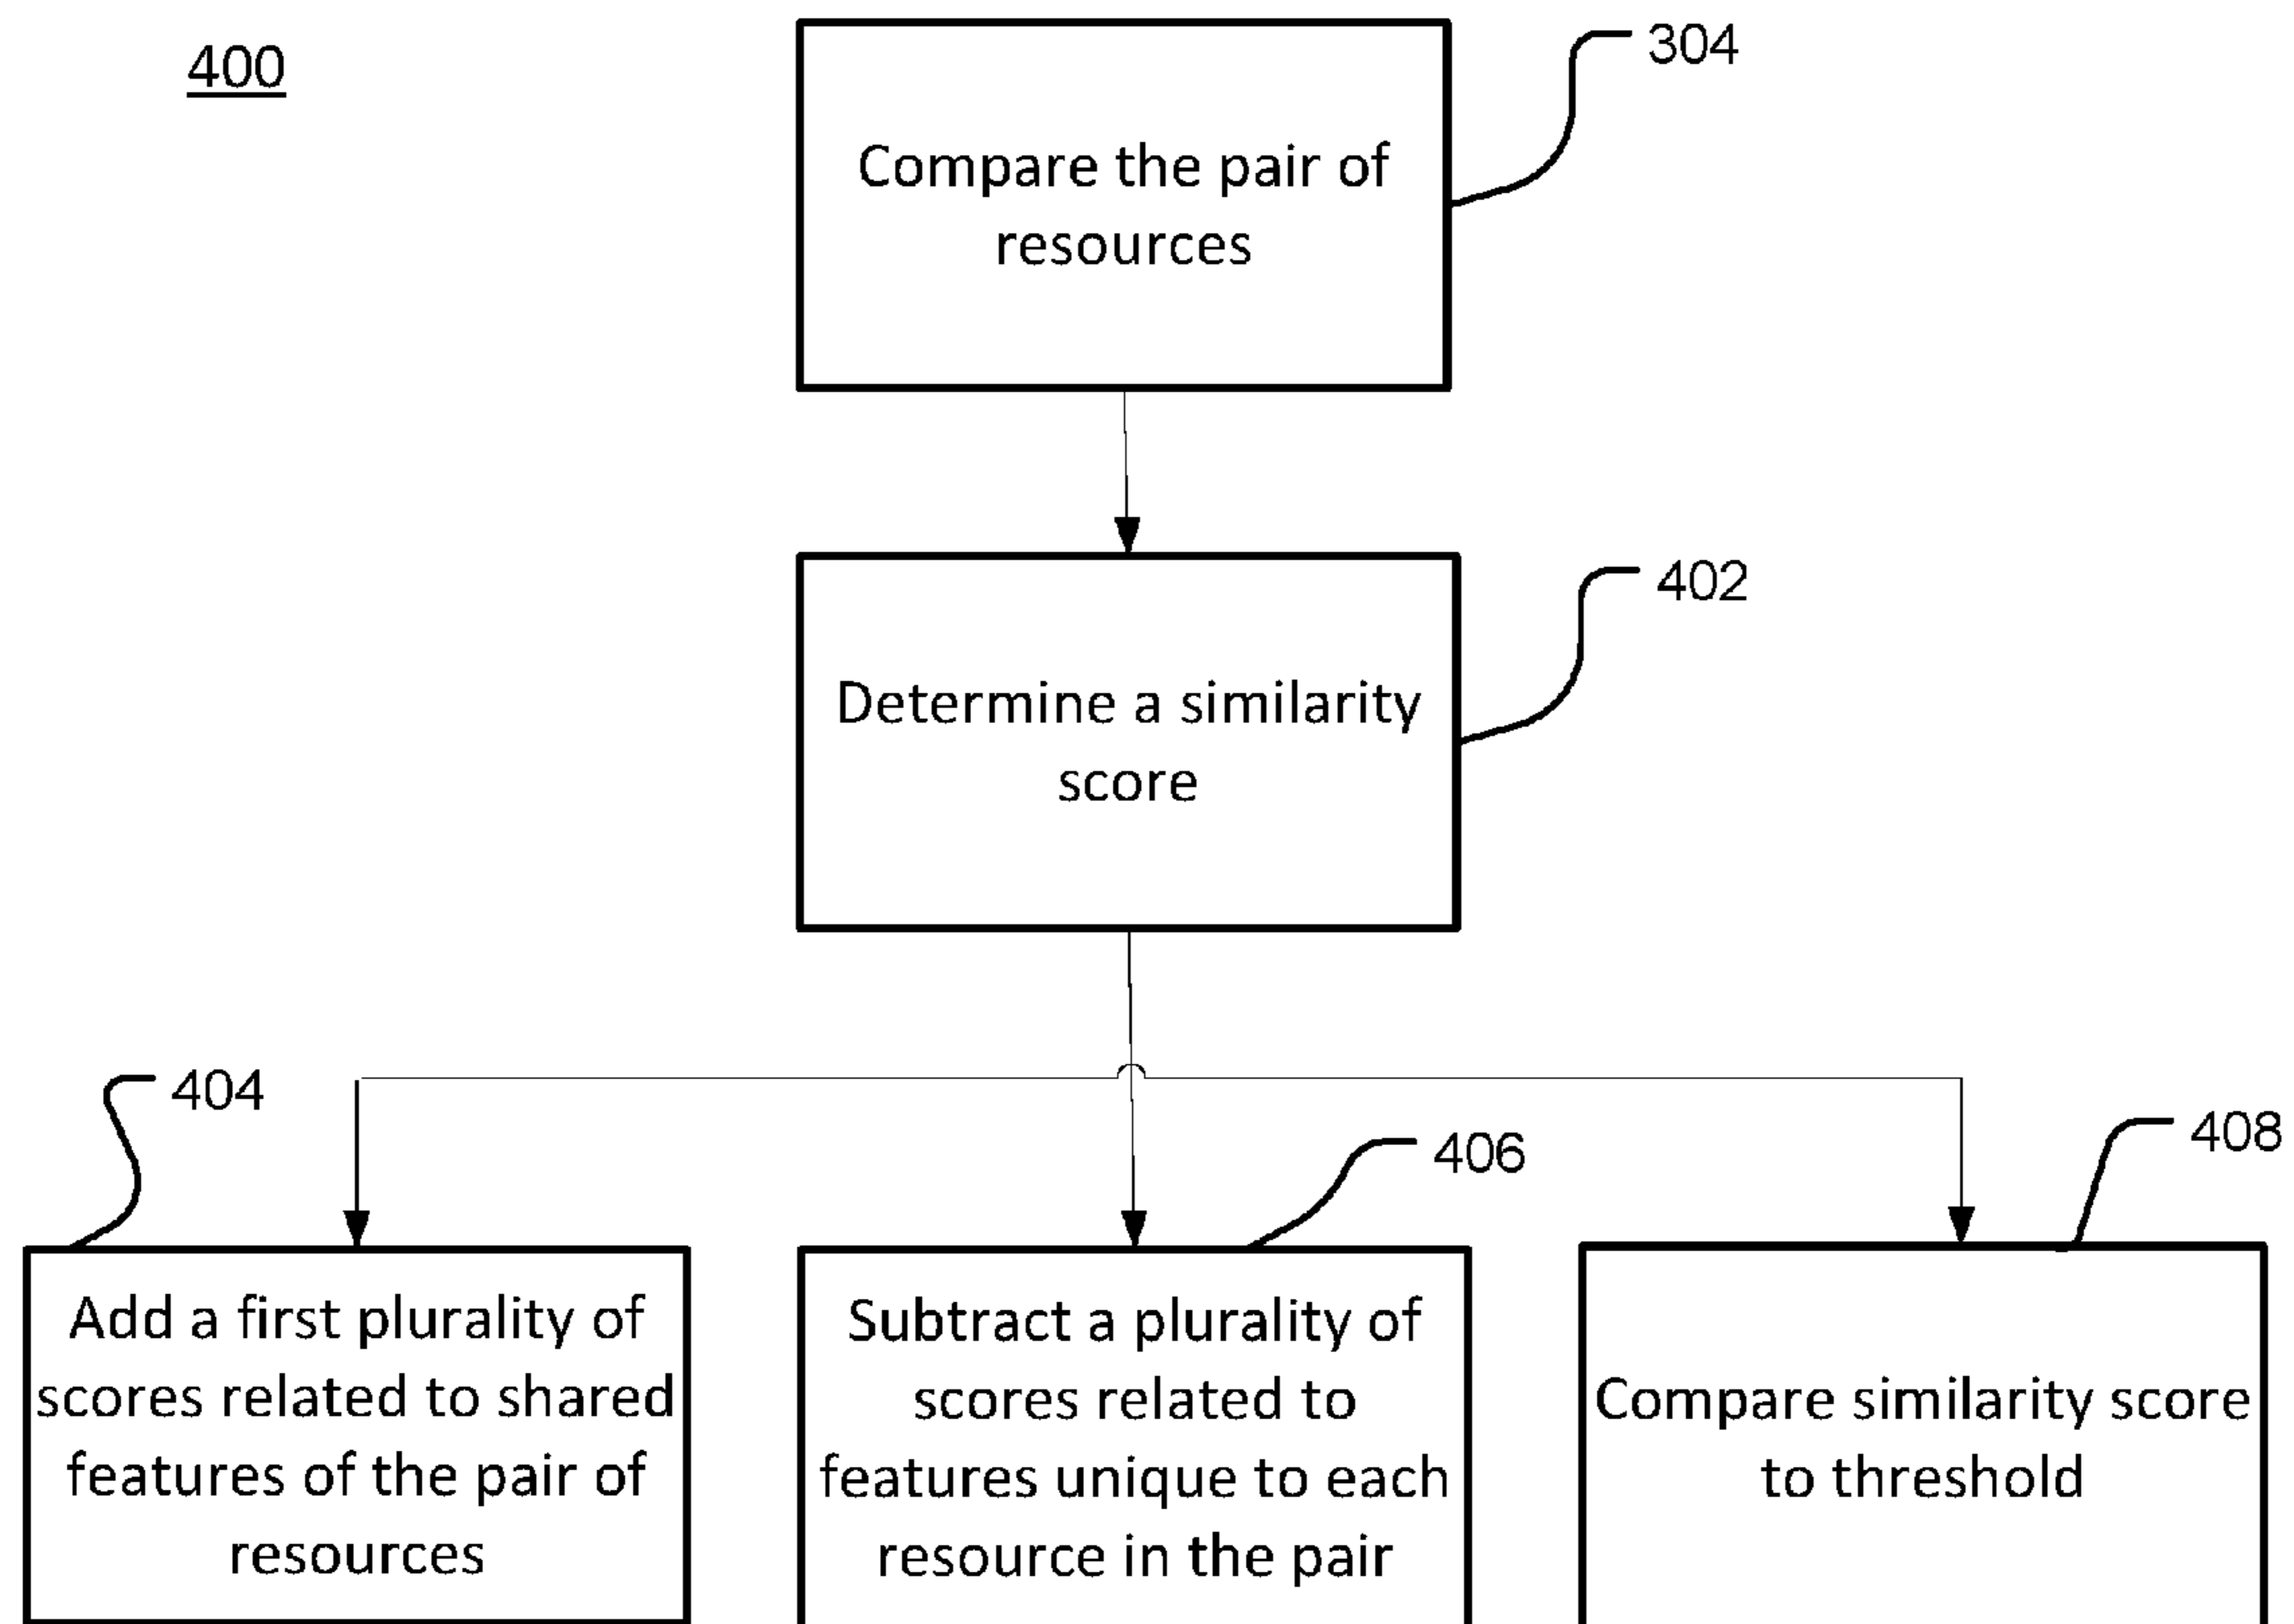 400
304
Compare the pair of
resources
402
Determine a similarity
score
404
406
408
Add a first plurality of
scores related to shared
features of the pair of
resources
Subtract a plurality of
scores related to
features unique to each
resource in the pair
Compare similarity score
to threshold